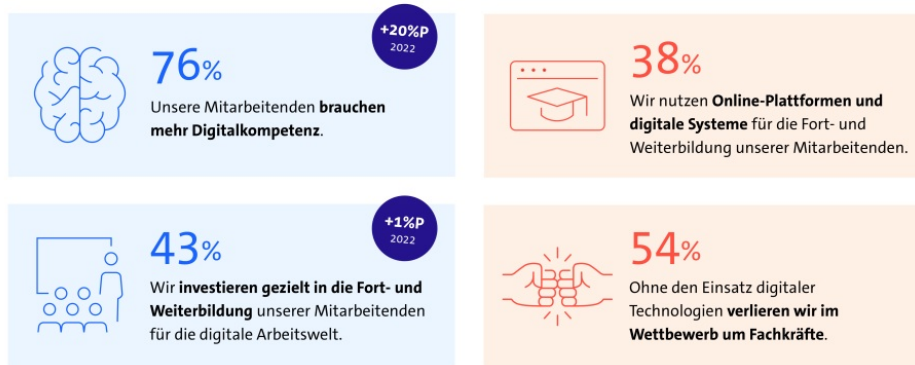 +20%P
2022
76%
Unsere Mitarbeitenden brauchen
mehr Digitalkompetenz.
38%
Wir nutzen Online-Plattformen und
digitale Systeme für die Fort- und
Weiterbildung unserer Mitarbeitenden.
+1%P
2022
43%
Wir investieren gezielt in die Fort- und
Weiterbildung unserer Mitarbeitenden
für die digitale Arbeitswelt.
54%
Ohne den Einsatz digitaler
Technologien verlieren wir im
Wettbewerb um Fachkräfte.